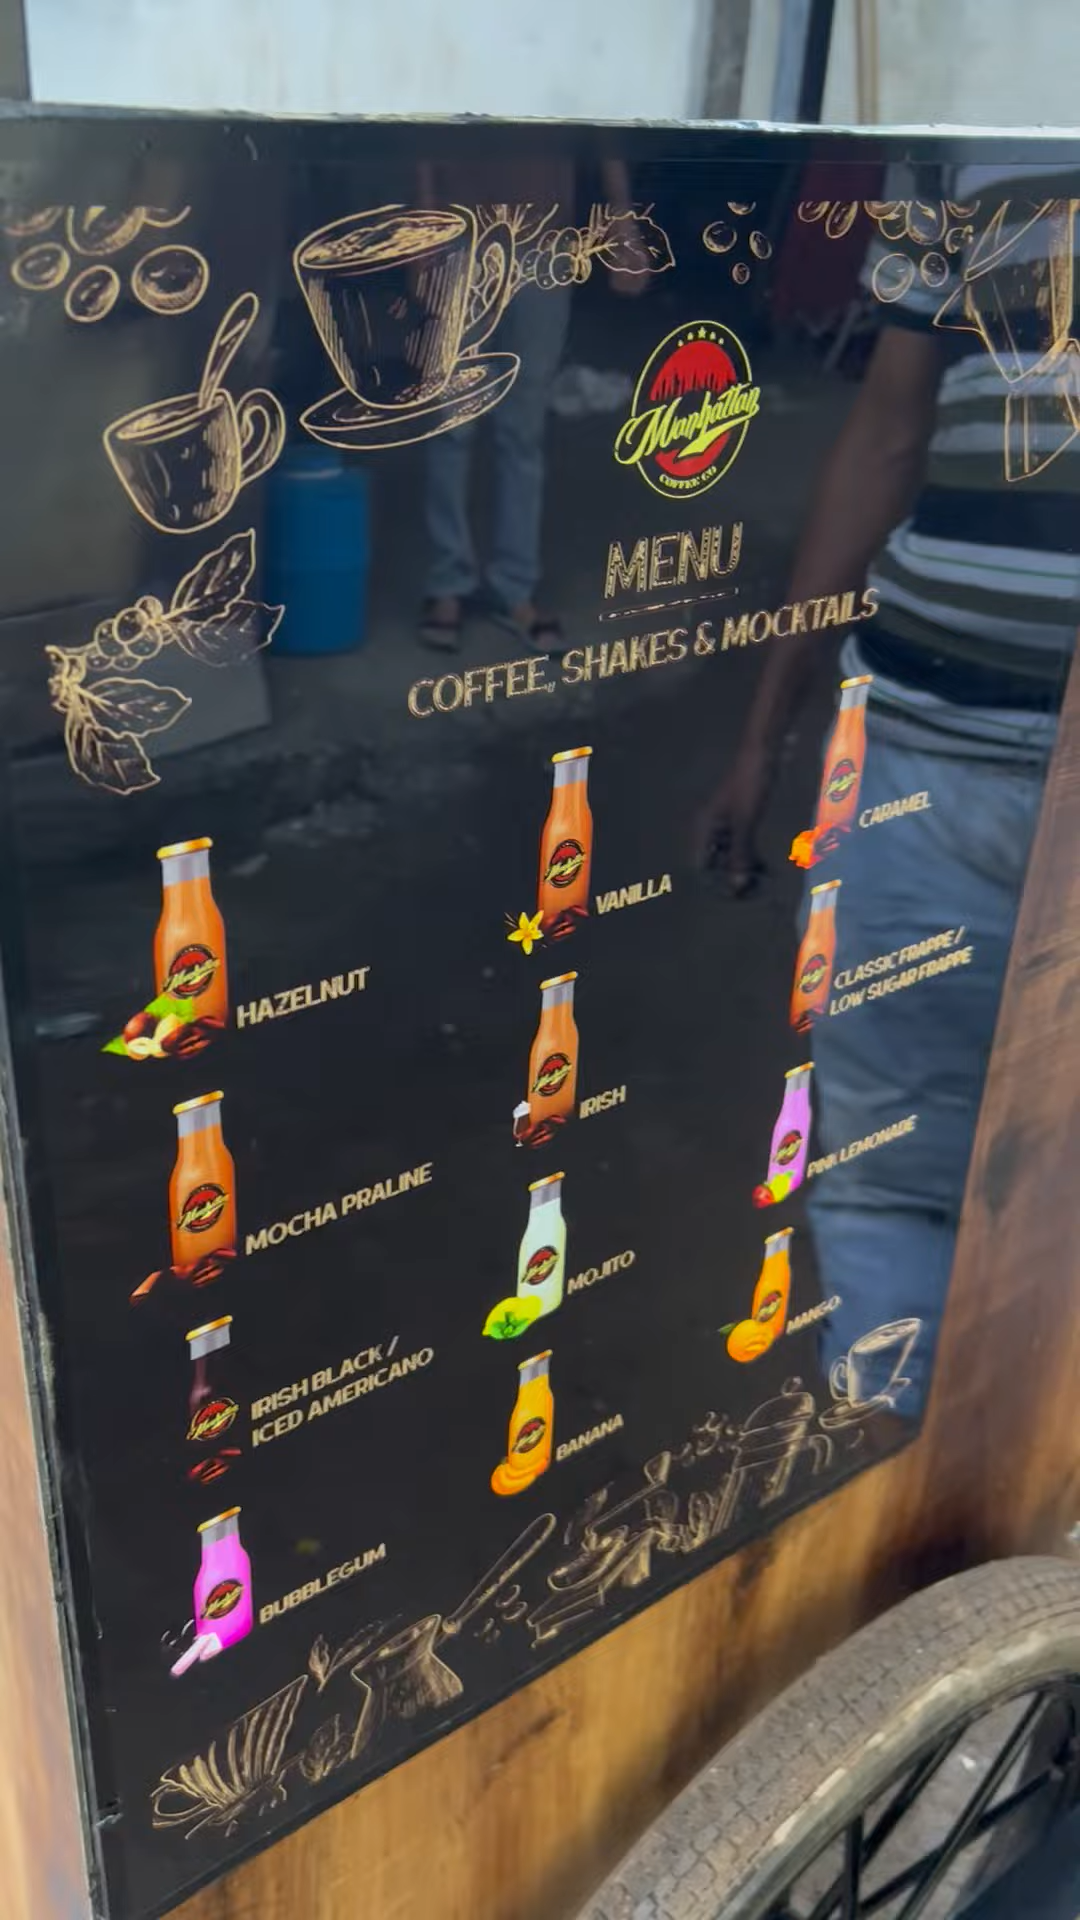 Manhattan
COFFEE CO
MENU
COFFEE, SHAKES & MOCKTAILS
HAZELNUT
VANILLA
CARAMEL
MOCHA PRALINE
IRISH
CLASSIC FRAPPE /
LOW SUGAR FRAPPE
IRISH BLACK /
ICED AMERICANO
MOJITO
PINK LEMONADE
BUBBLEGUM
BANANA
MANGO